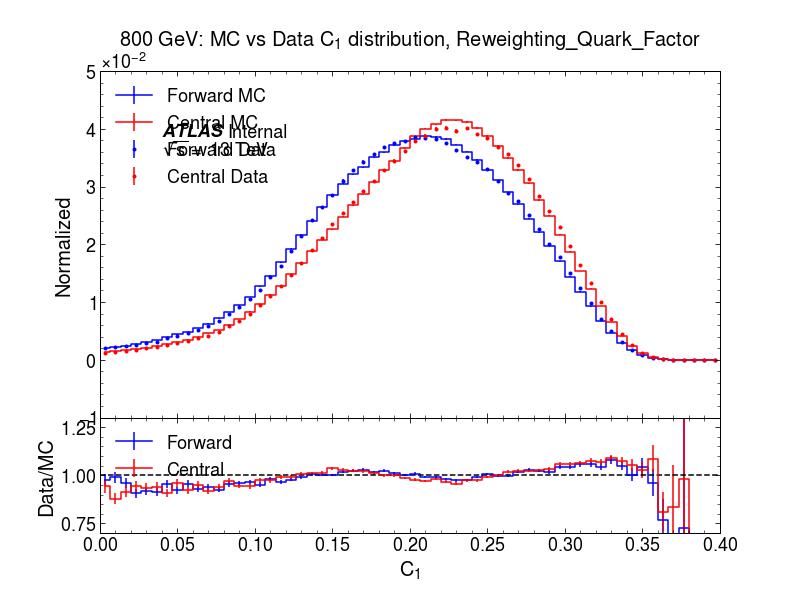 800 GeV: MC vs Data C₁ distribution, Reweighting_Quark_Factor
×10⁻²
5
4
3
2
1
0
−1
Normalized
Forward MC
Central MC
ATLAS Internal
√s = 13 TeV
Forward Data
Central Data
1.25
1.00
0.75
Data/MC
Forward
Central
0.00 0.05 0.10 0.15 0.20 0.25 0.30 0.35 0.40
C₁